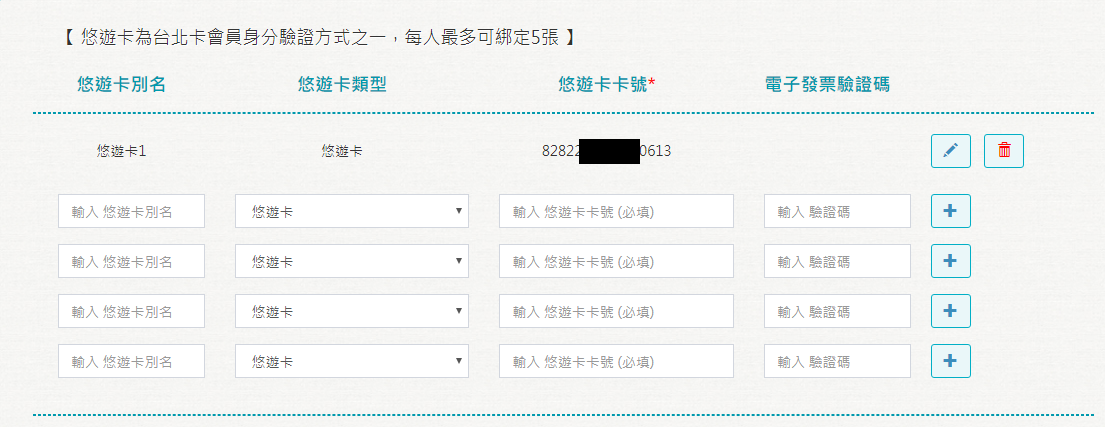 【 悠遊卡為台北卡會員身分驗證方式之一，每人最多可綁定5張 】
悠遊卡別名 悠遊卡類型 悠遊卡卡號* 電子發票驗證碼
悠遊卡1 悠遊卡 82822 0613
輸入 悠遊卡別名 悠遊卡 輸入 悠遊卡卡號 (必填) 輸入 驗證碼
輸入 悠遊卡別名 悠遊卡 輸入 悠遊卡卡號 (必填) 輸入 驗證碼
輸入 悠遊卡別名 悠遊卡 輸入 悠遊卡卡號 (必填) 輸入 驗證碼
輸入 悠遊卡別名 悠遊卡 輸入 悠遊卡卡號 (必填) 輸入 驗證碼